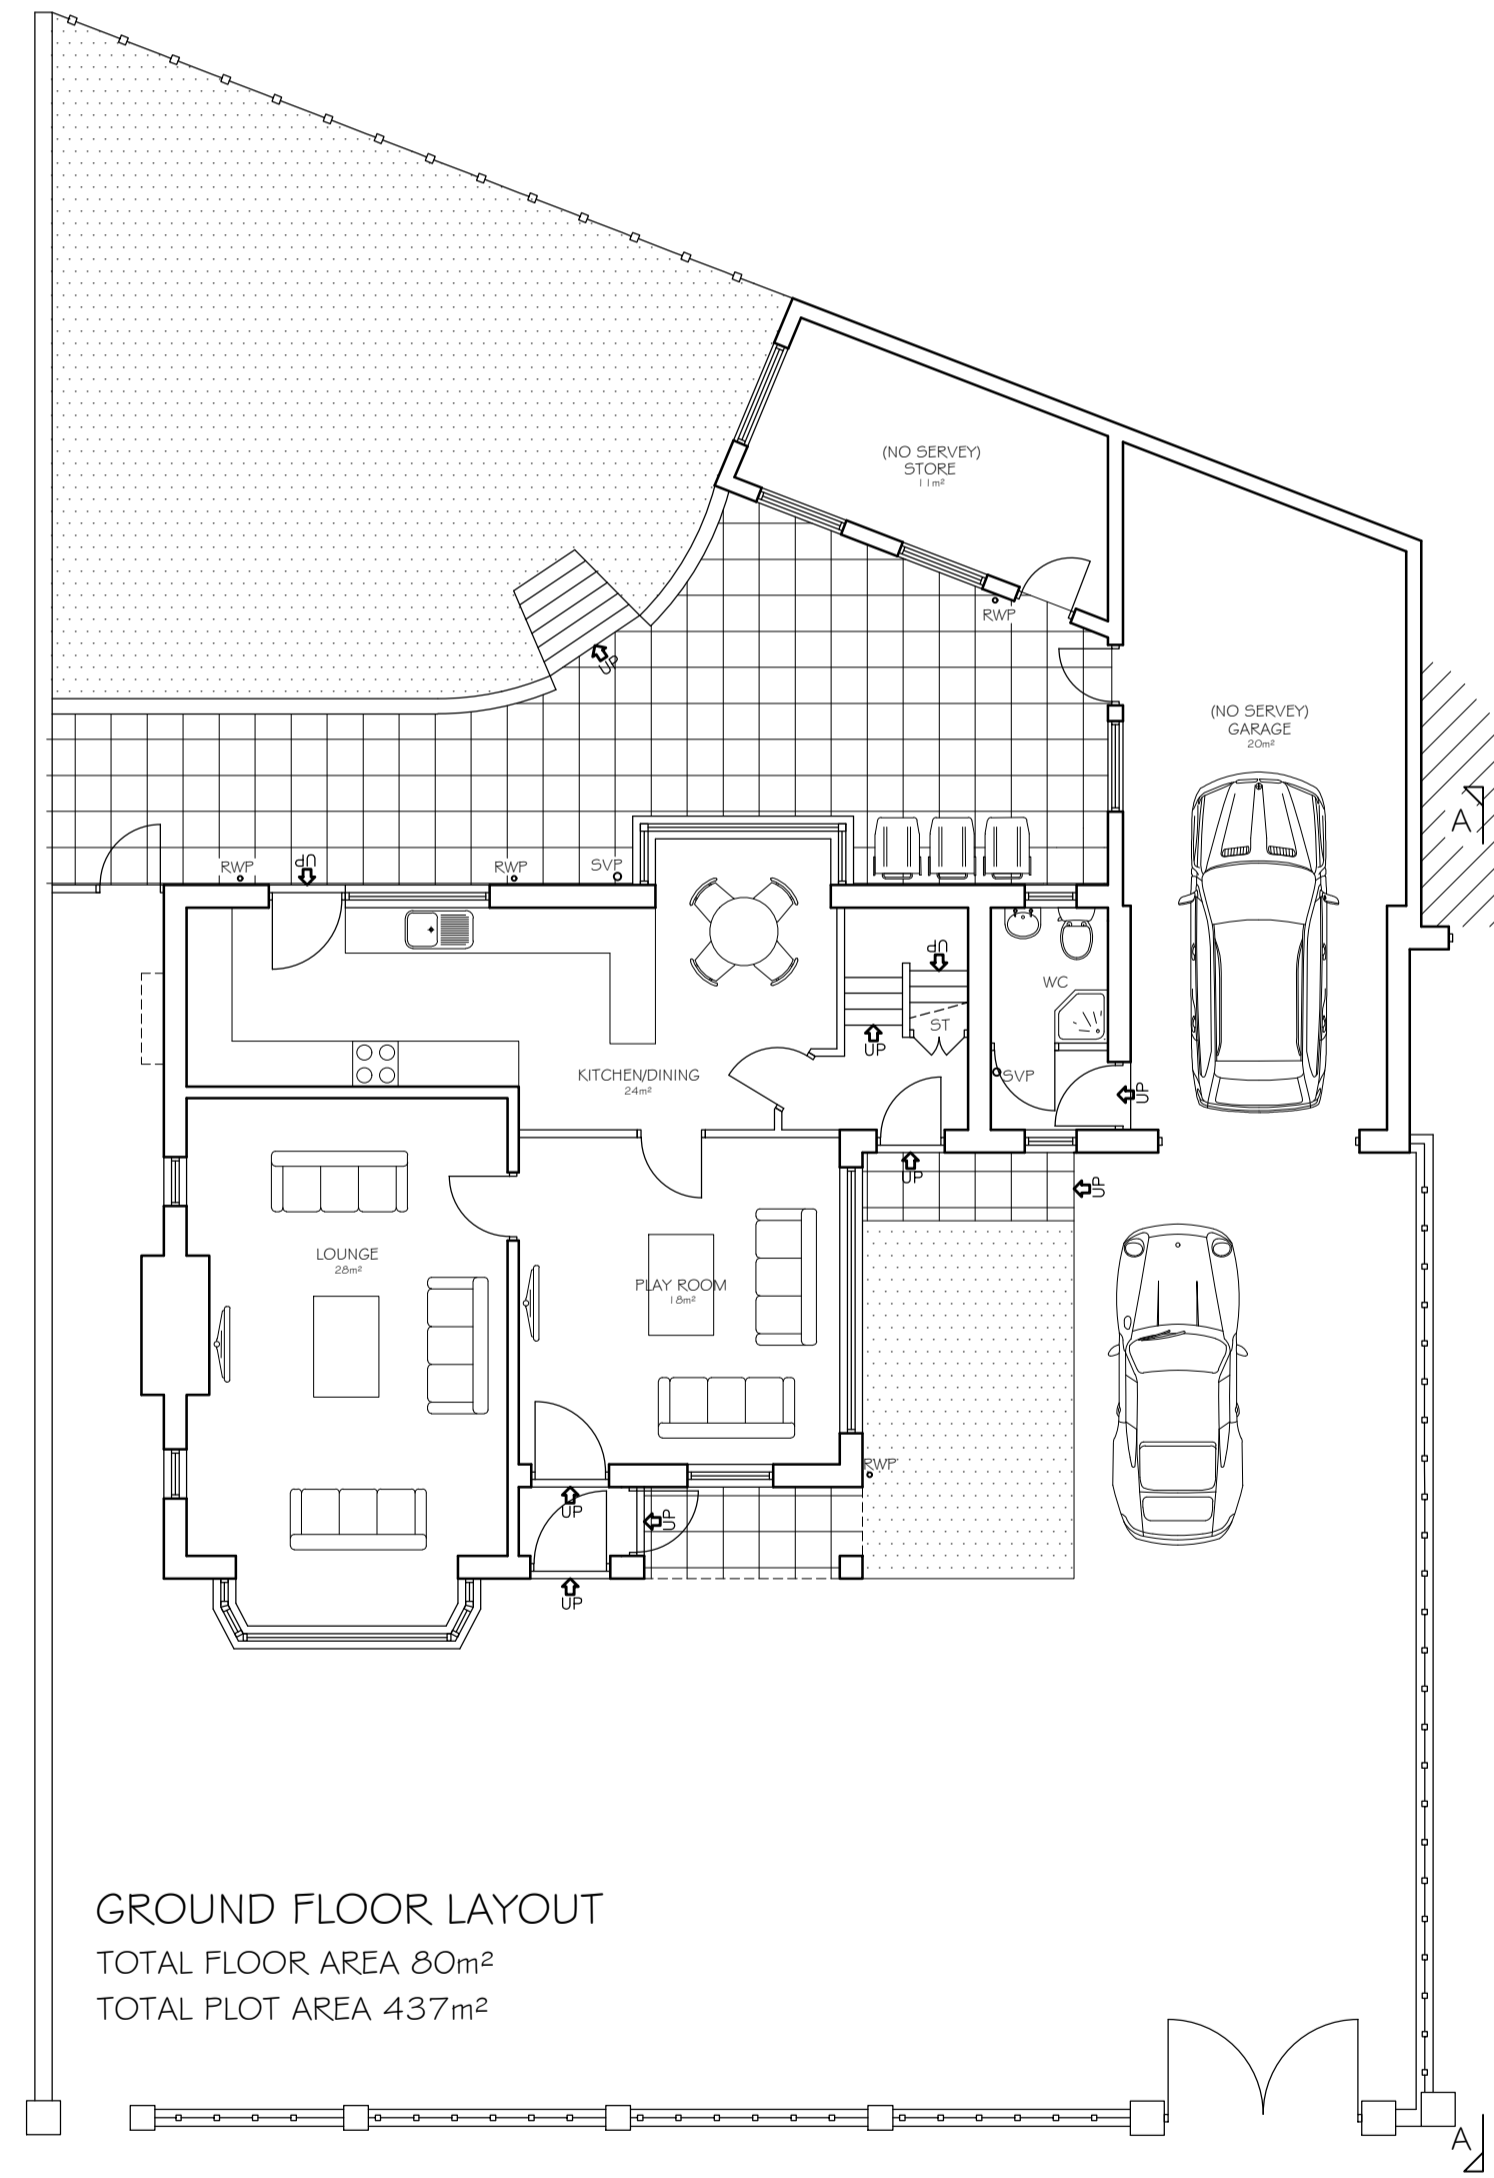 (NO SERVEY)
STORE
11m²
RWP
UP
(NO SERVEY)
GARAGE
20m²
A
RWP
UP
RWP
SVP
UP
WC
ST
UP
KITCHEN/DINING
24m²
SVP
UP
UP
UP
LOUNGE
28m²
PLAY ROOM
18m²
RWP
UP
UP
UP
GROUND FLOOR LAYOUT
TOTAL FLOOR AREA 80m²
TOTAL PLOT AREA 437m²
A